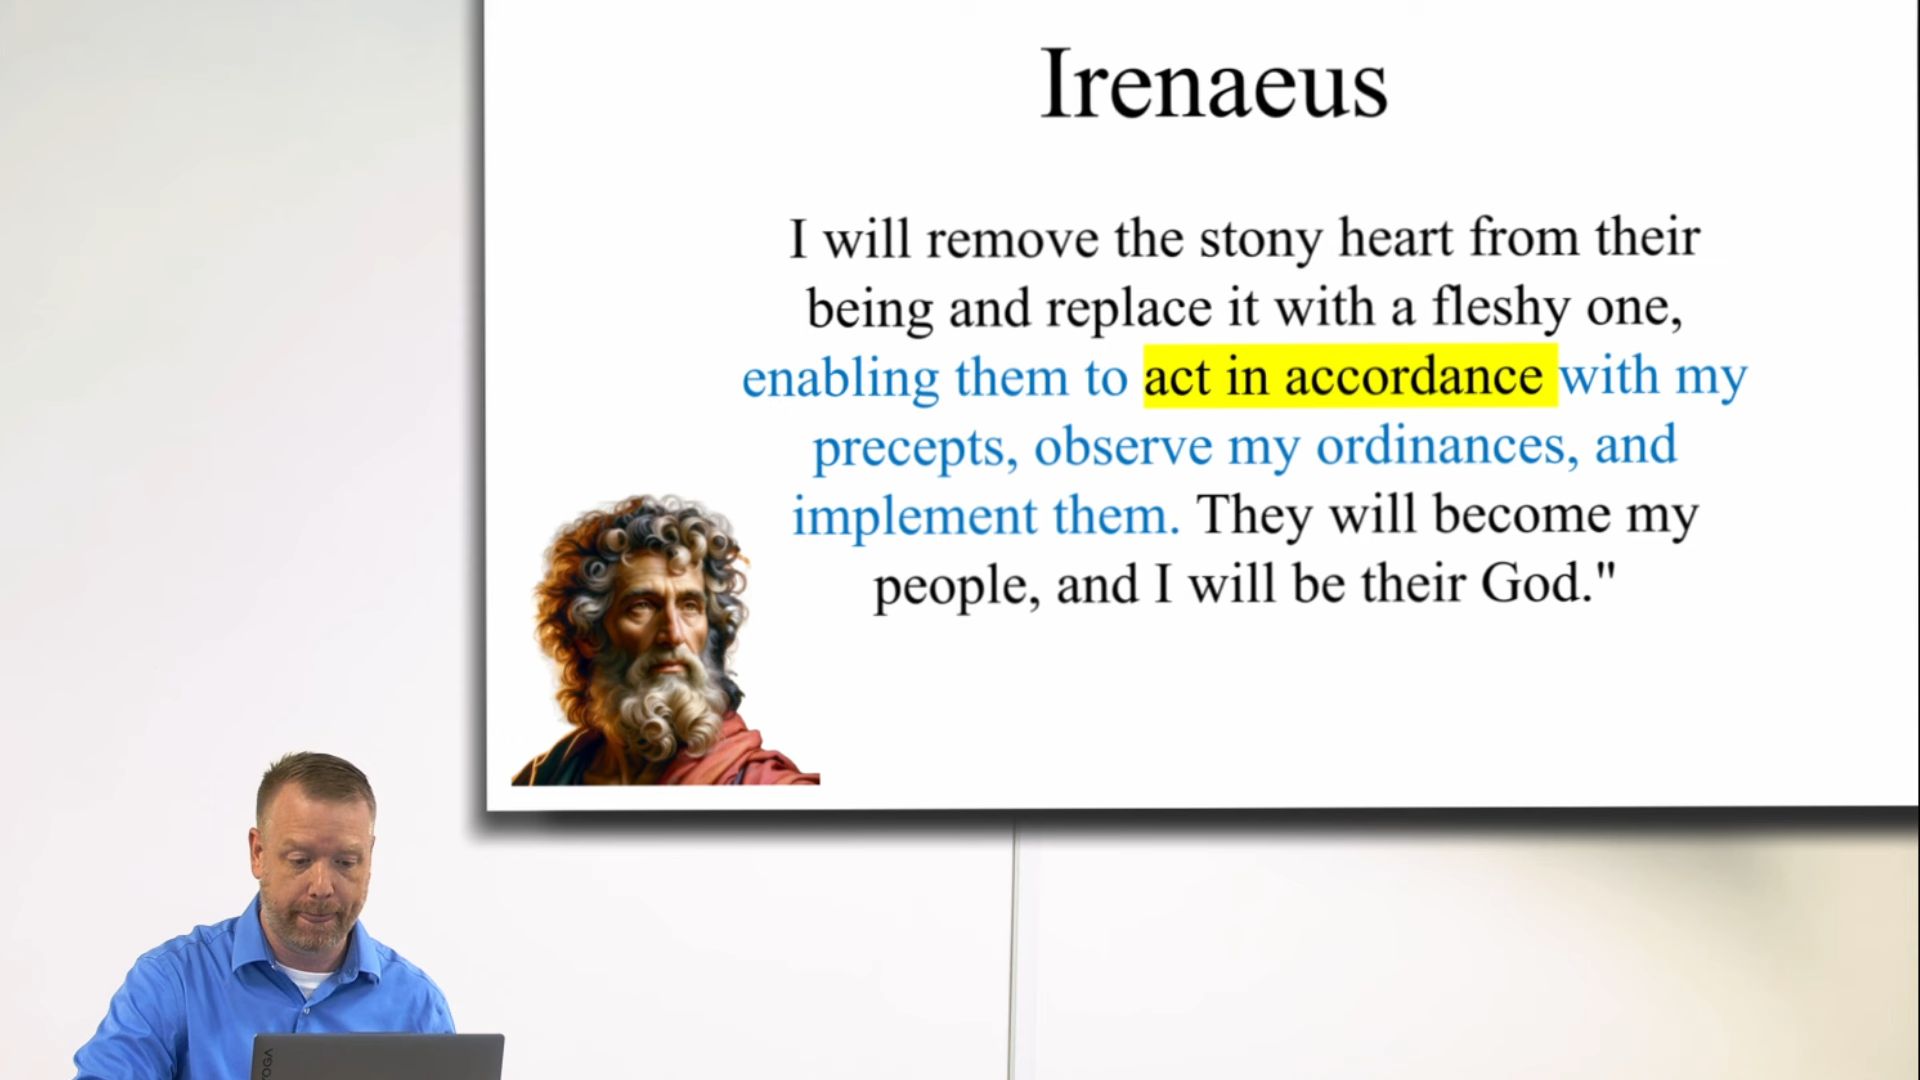 Irenaeus
I will remove the stony heart from their
being and replace it with a fleshy one,
enabling them to act in accordance with my
precepts, observe my ordinances, and
implement them. They will become my
people, and I will be their God."
YOGA